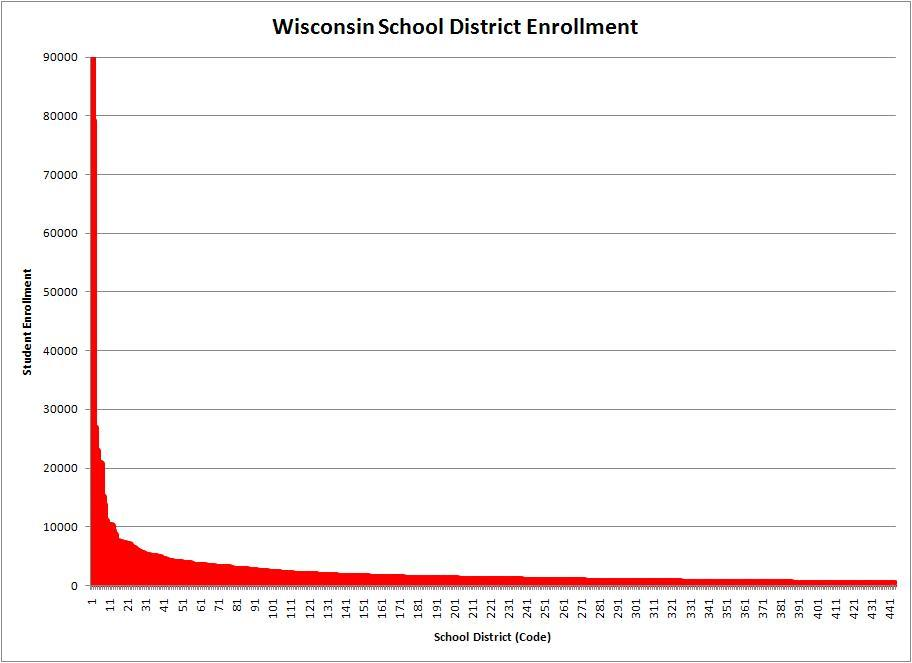 Wisconsin School District Enrollment
90000
80000
70000
60000
50000
40000
30000
20000
10000
0
Student Enrollment
1 11 21 31 41 51 61 71 81 91 101 111 121 131 141 151 161 171 181 191 201 211 221 231 241 251 261 271 281 291 301 311 321 331 341 351 361 371 381 391 401 411 421 431 441
School District (Code)